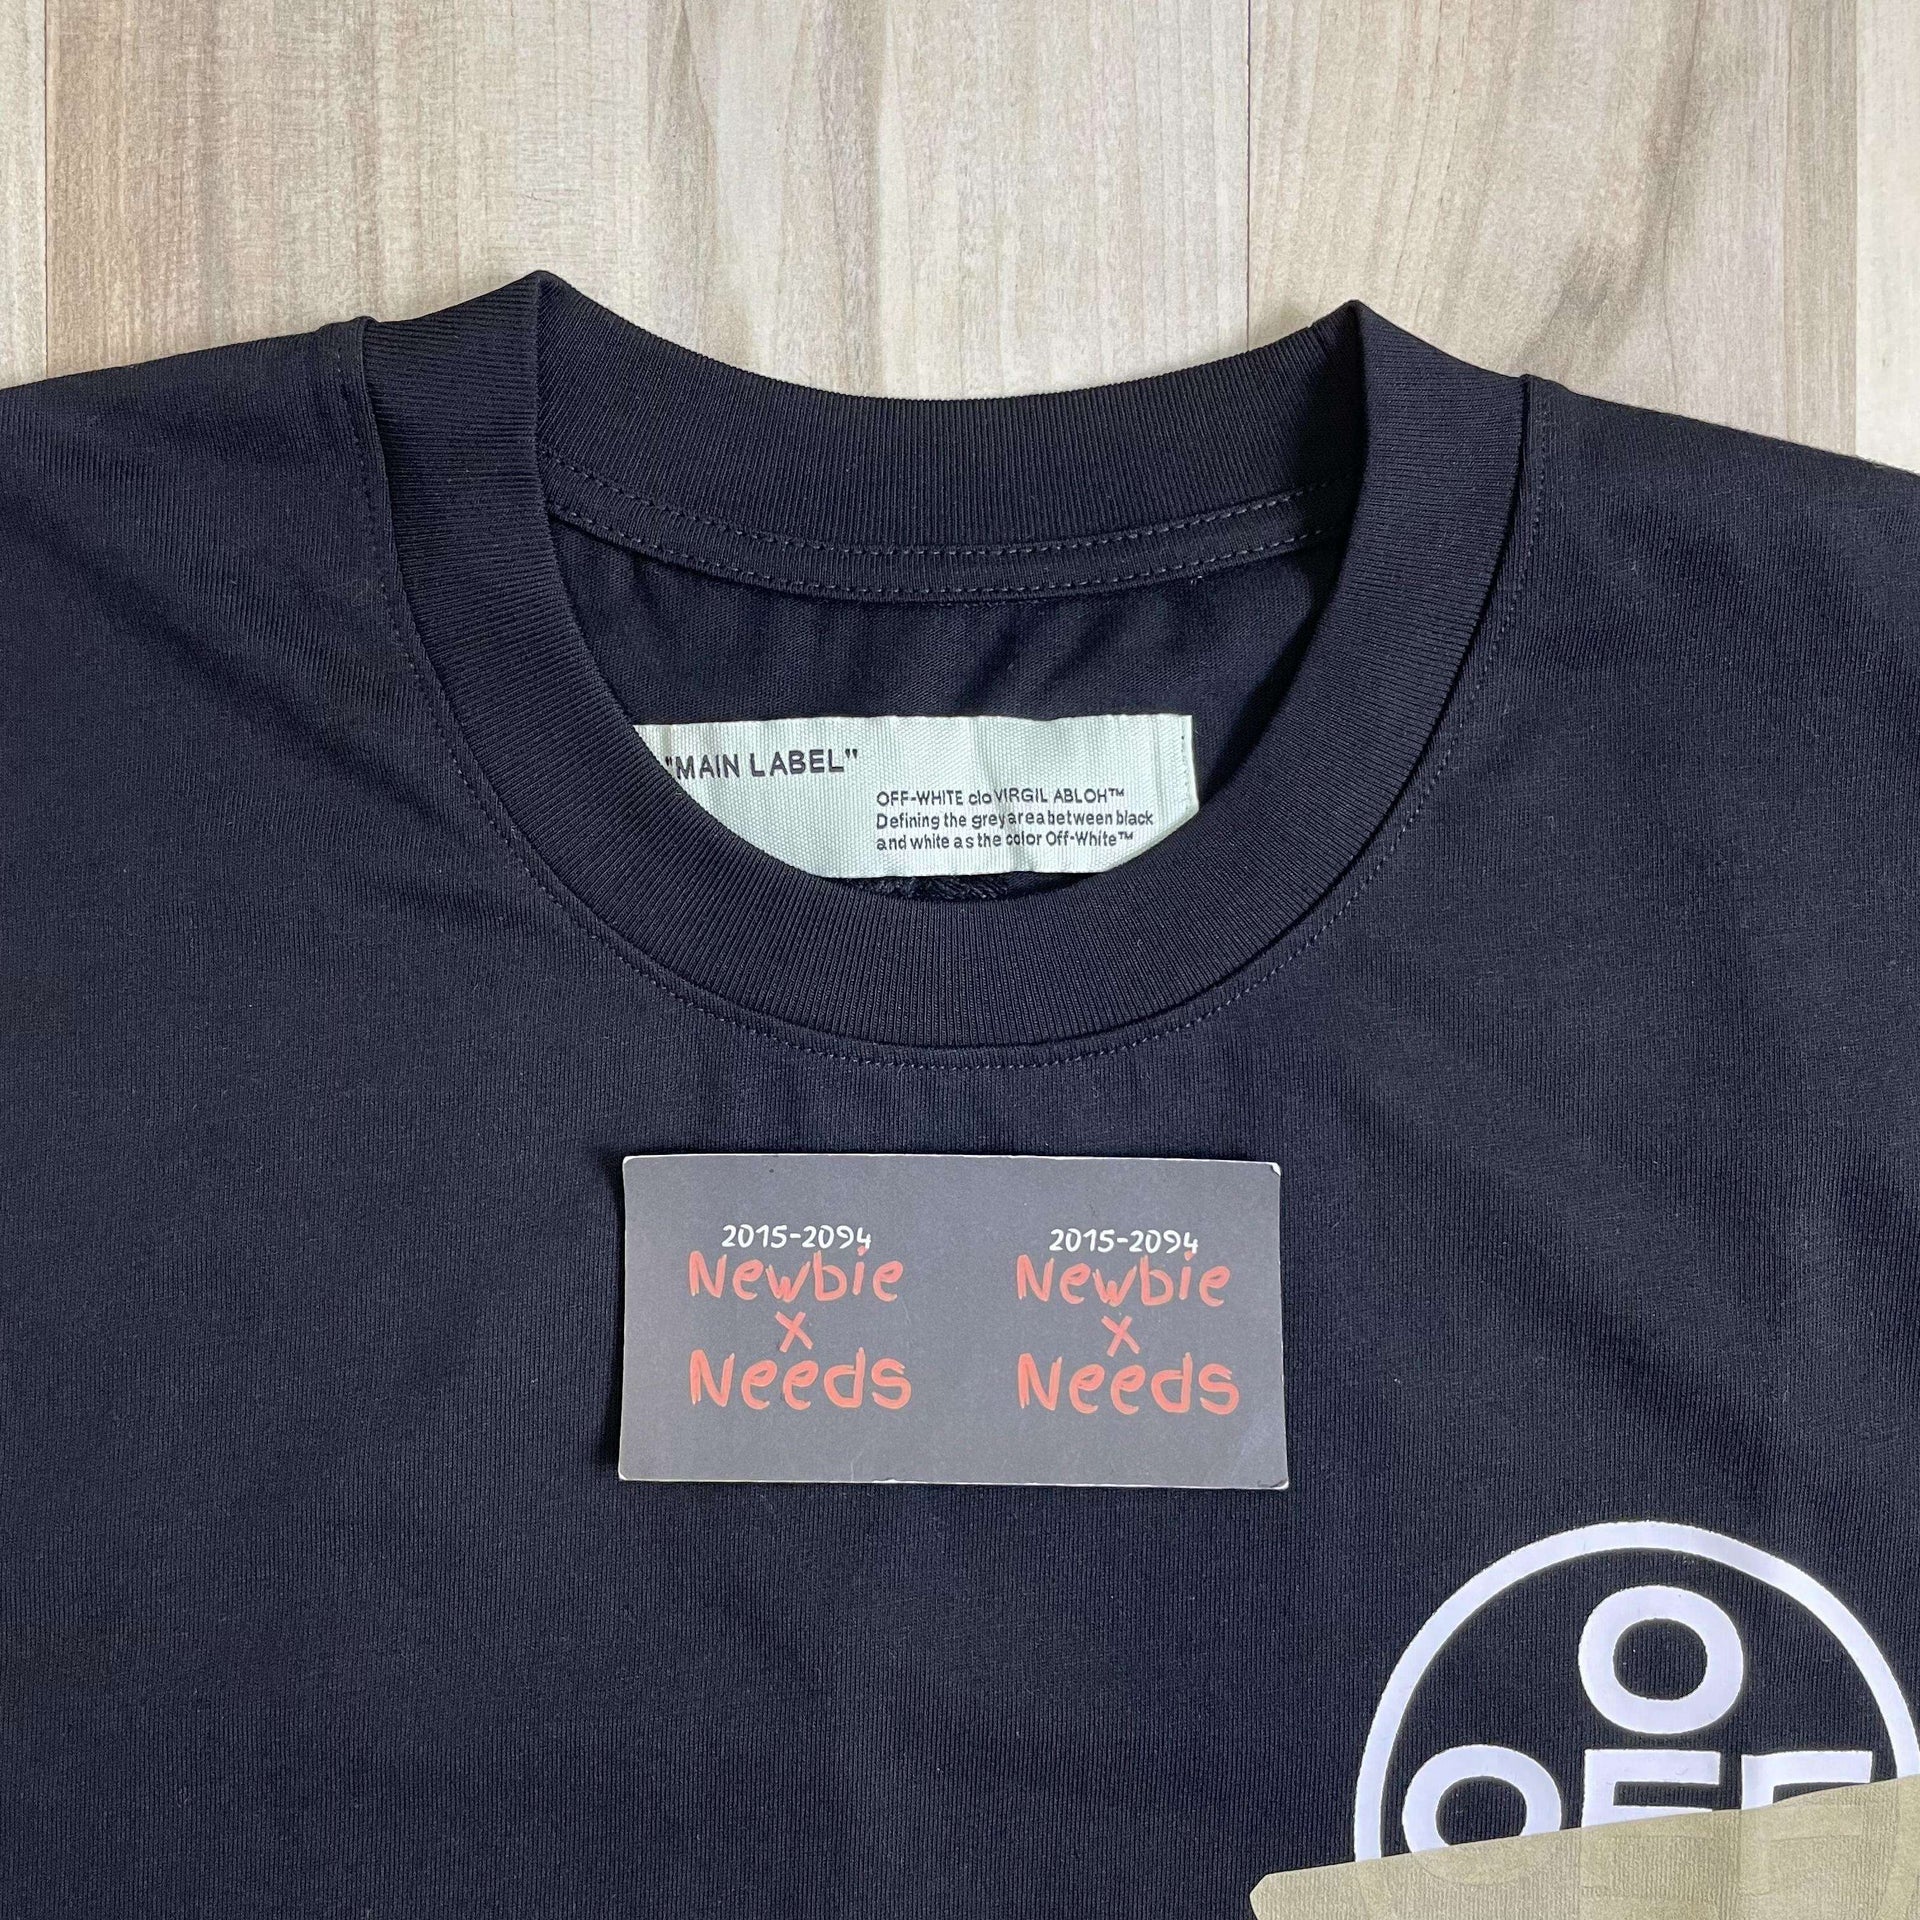 "MAIN LABEL"
OFF-WHITE c/o VIRGIL ABLOH™
Defining the grey area between black
and white as the color Off-White™
2015-2094
Newbie
x
Needs
2015-2094
Newbie
x
Needs
OFF